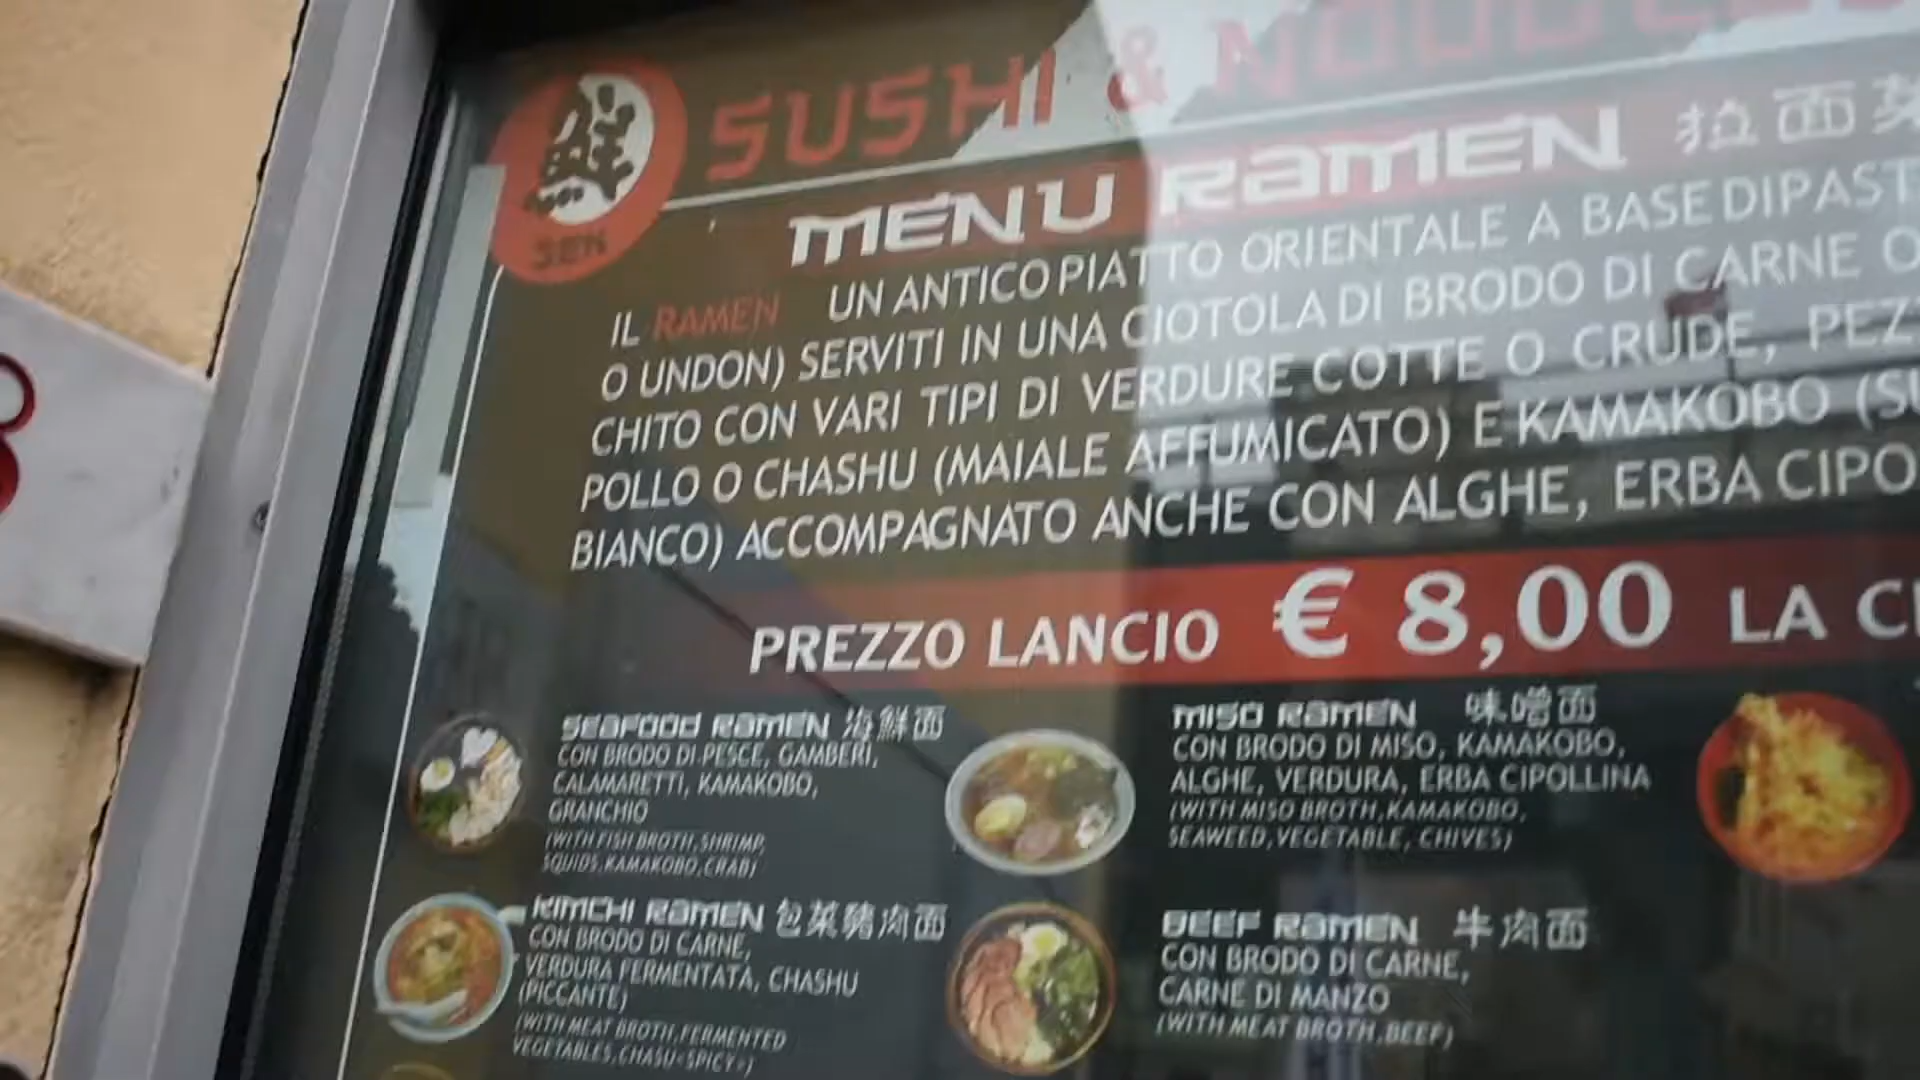 SEN
SUSHI & NOODLES
MENU RAMEN 拉面菜
IL RAMEN UN ANTICO PIATTO ORIENTALE A BASE DI PAST
O UNDON) SERVITI IN UNA CIOTOLA DI BRODO DI CARNE O
CHITO CON VARI TIPI DI VERDURE COTTE O CRUDE, PEZ
POLLO O CHASHU (MAIALE AFFUMICATO) E KAMAKOBO (SU
BIANCO) ACCOMPAGNATO ANCHE CON ALGHE, ERBA CIPO
PREZZO LANCIO € 8,00 LA CI
SEAFOOD RAMEN 海鮮面
CON BRODO DI PESCE, GAMBERI,
CALAMARETTI, KAMAKOBO,
GRANCHIO
(WITH FISH BROTH,SHRIMP,
SQUIDS,KAMAKOBO,CRAB)
MISO RAMEN 味噌面
CON BRODO DI MISO, KAMAKOBO,
ALGHE, VERDURA, ERBA CIPOLLINA
(WITH MISO BROTH,KAMAKOBO,
SEAWEED,VEGETABLE, CHIVES)
KIMCHI RAMEN 包菜豬肉面
CON BRODO DI CARNE,
VERDURA FERMENTATA, CHASHU
(PICCANTE)
(WITH MEAT BROTH,FERMENTED
VEGETABLES,CHASU<SPICY>)
BEEF RAMEN 牛肉面
CON BRODO DI CARNE,
CARNE DI MANZO
(WITH MEAT BROTH,BEEF)